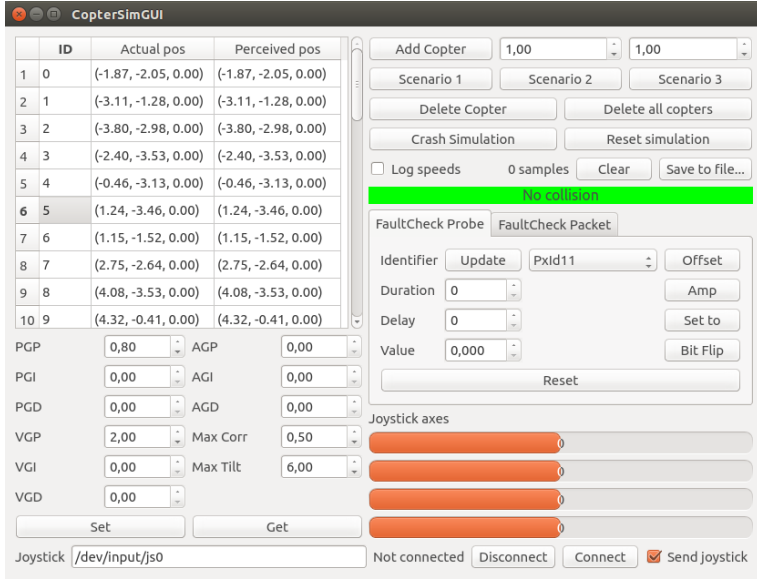 CopterSimGUI
ID Actual pos Perceived pos
1 0 (-1.87, -2.05, 0.00) (-1.87, -2.05, 0.00)
2 1 (-3.11, -1.28, 0.00) (-3.11, -1.28, 0.00)
3 2 (-3.80, -2.98, 0.00) (-3.80, -2.98, 0.00)
4 3 (-2.40, -3.53, 0.00) (-2.40, -3.53, 0.00)
5 4 (-0.46, -3.13, 0.00) (-0.46, -3.13, 0.00)
6 5 (1.24, -3.46, 0.00) (1.24, -3.46, 0.00)
7 6 (1.15, -1.52, 0.00) (1.15, -1.52, 0.00)
8 7 (2.75, -2.64, 0.00) (2.75, -2.64, 0.00)
9 8 (4.08, -3.53, 0.00) (4.08, -3.53, 0.00)
10 9 (4.32, -0.41, 0.00) (4.32, -0.41, 0.00)
PGP 0,80 AGP 0,00
PGI 0,00 AGI 0,00
PGD 0,00 AGD 0,00
VGP 2,00 Max Corr 0,50
VGI 0,00 Max Tilt 6,00
VGD 0,00
Set Get
Add Copter 1,00 1,00
Scenario 1 Scenario 2 Scenario 3
Delete Copter Delete all copters
Crash Simulation Reset simulation
Log speeds 0 samples Clear Save to file...
No collision
FaultCheck Probe FaultCheck Packet
Identifier Update PxId11 Offset
Duration 0 Amp
Delay 0 Set to
Value 0,000 Bit Flip
Reset
Joystick axes
0
0
0
0
Joystick /dev/input/js0 Not connected Disconnect Connect Send joystick